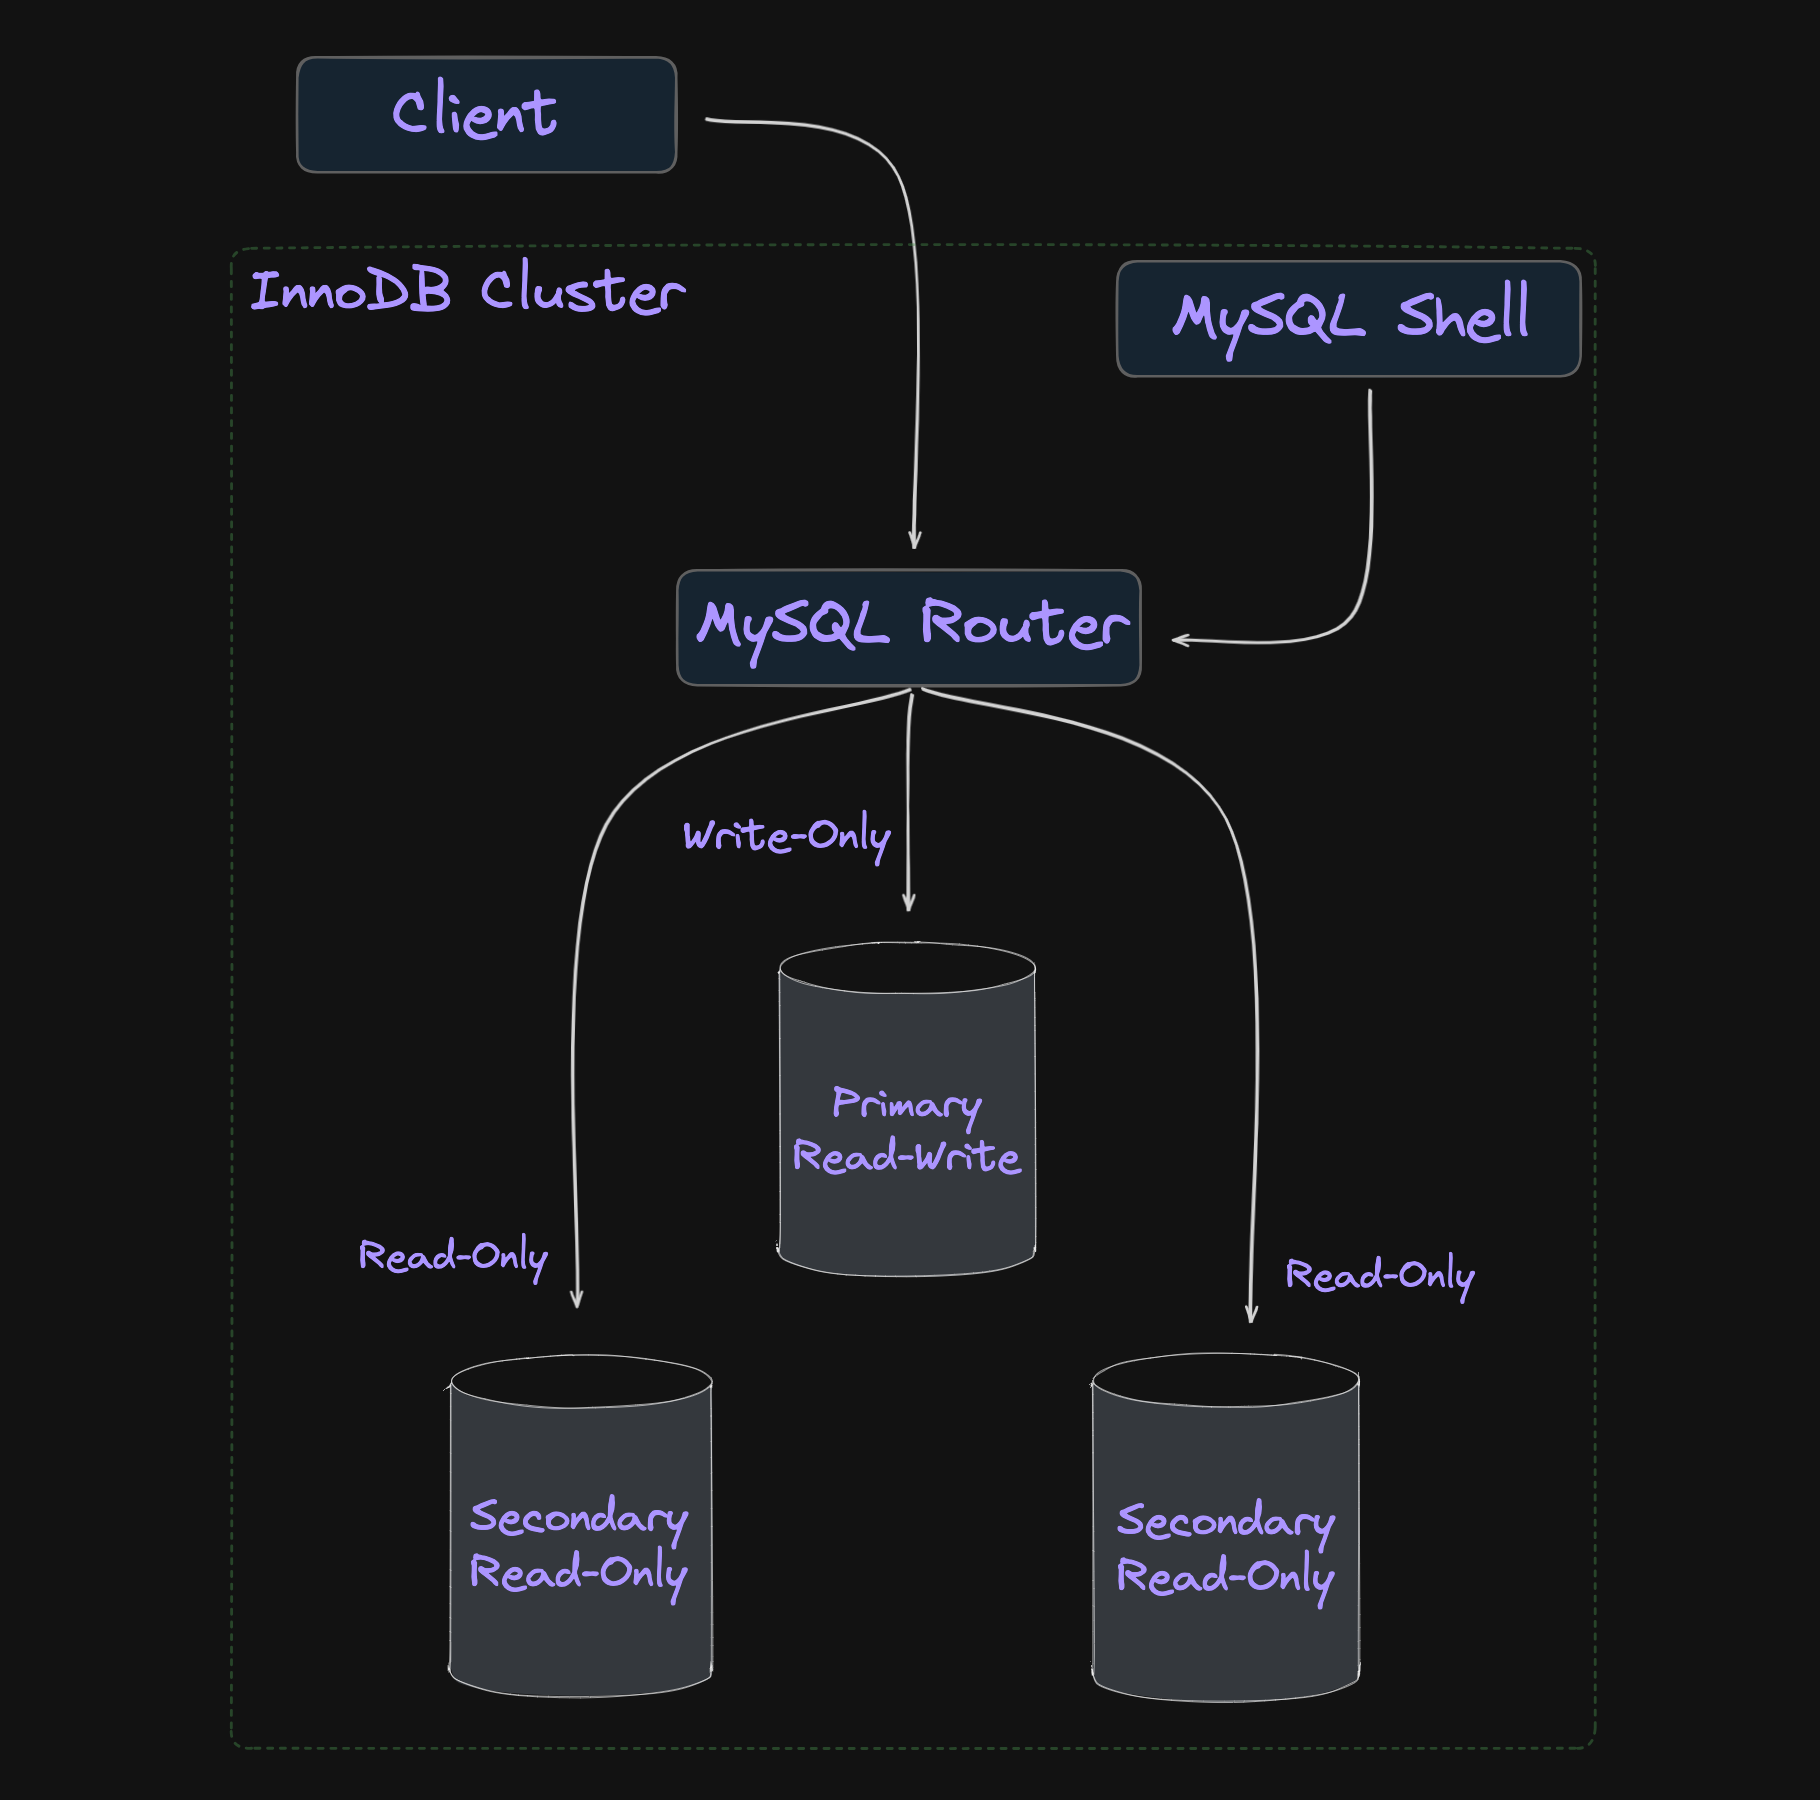 Client
InnoDB Cluster
MySQL Shell
MySQL Router
Write-Only
Primary
Read-Write
Read-Only
Read-Only
Secondary
Read-Only
Secondary
Read-Only